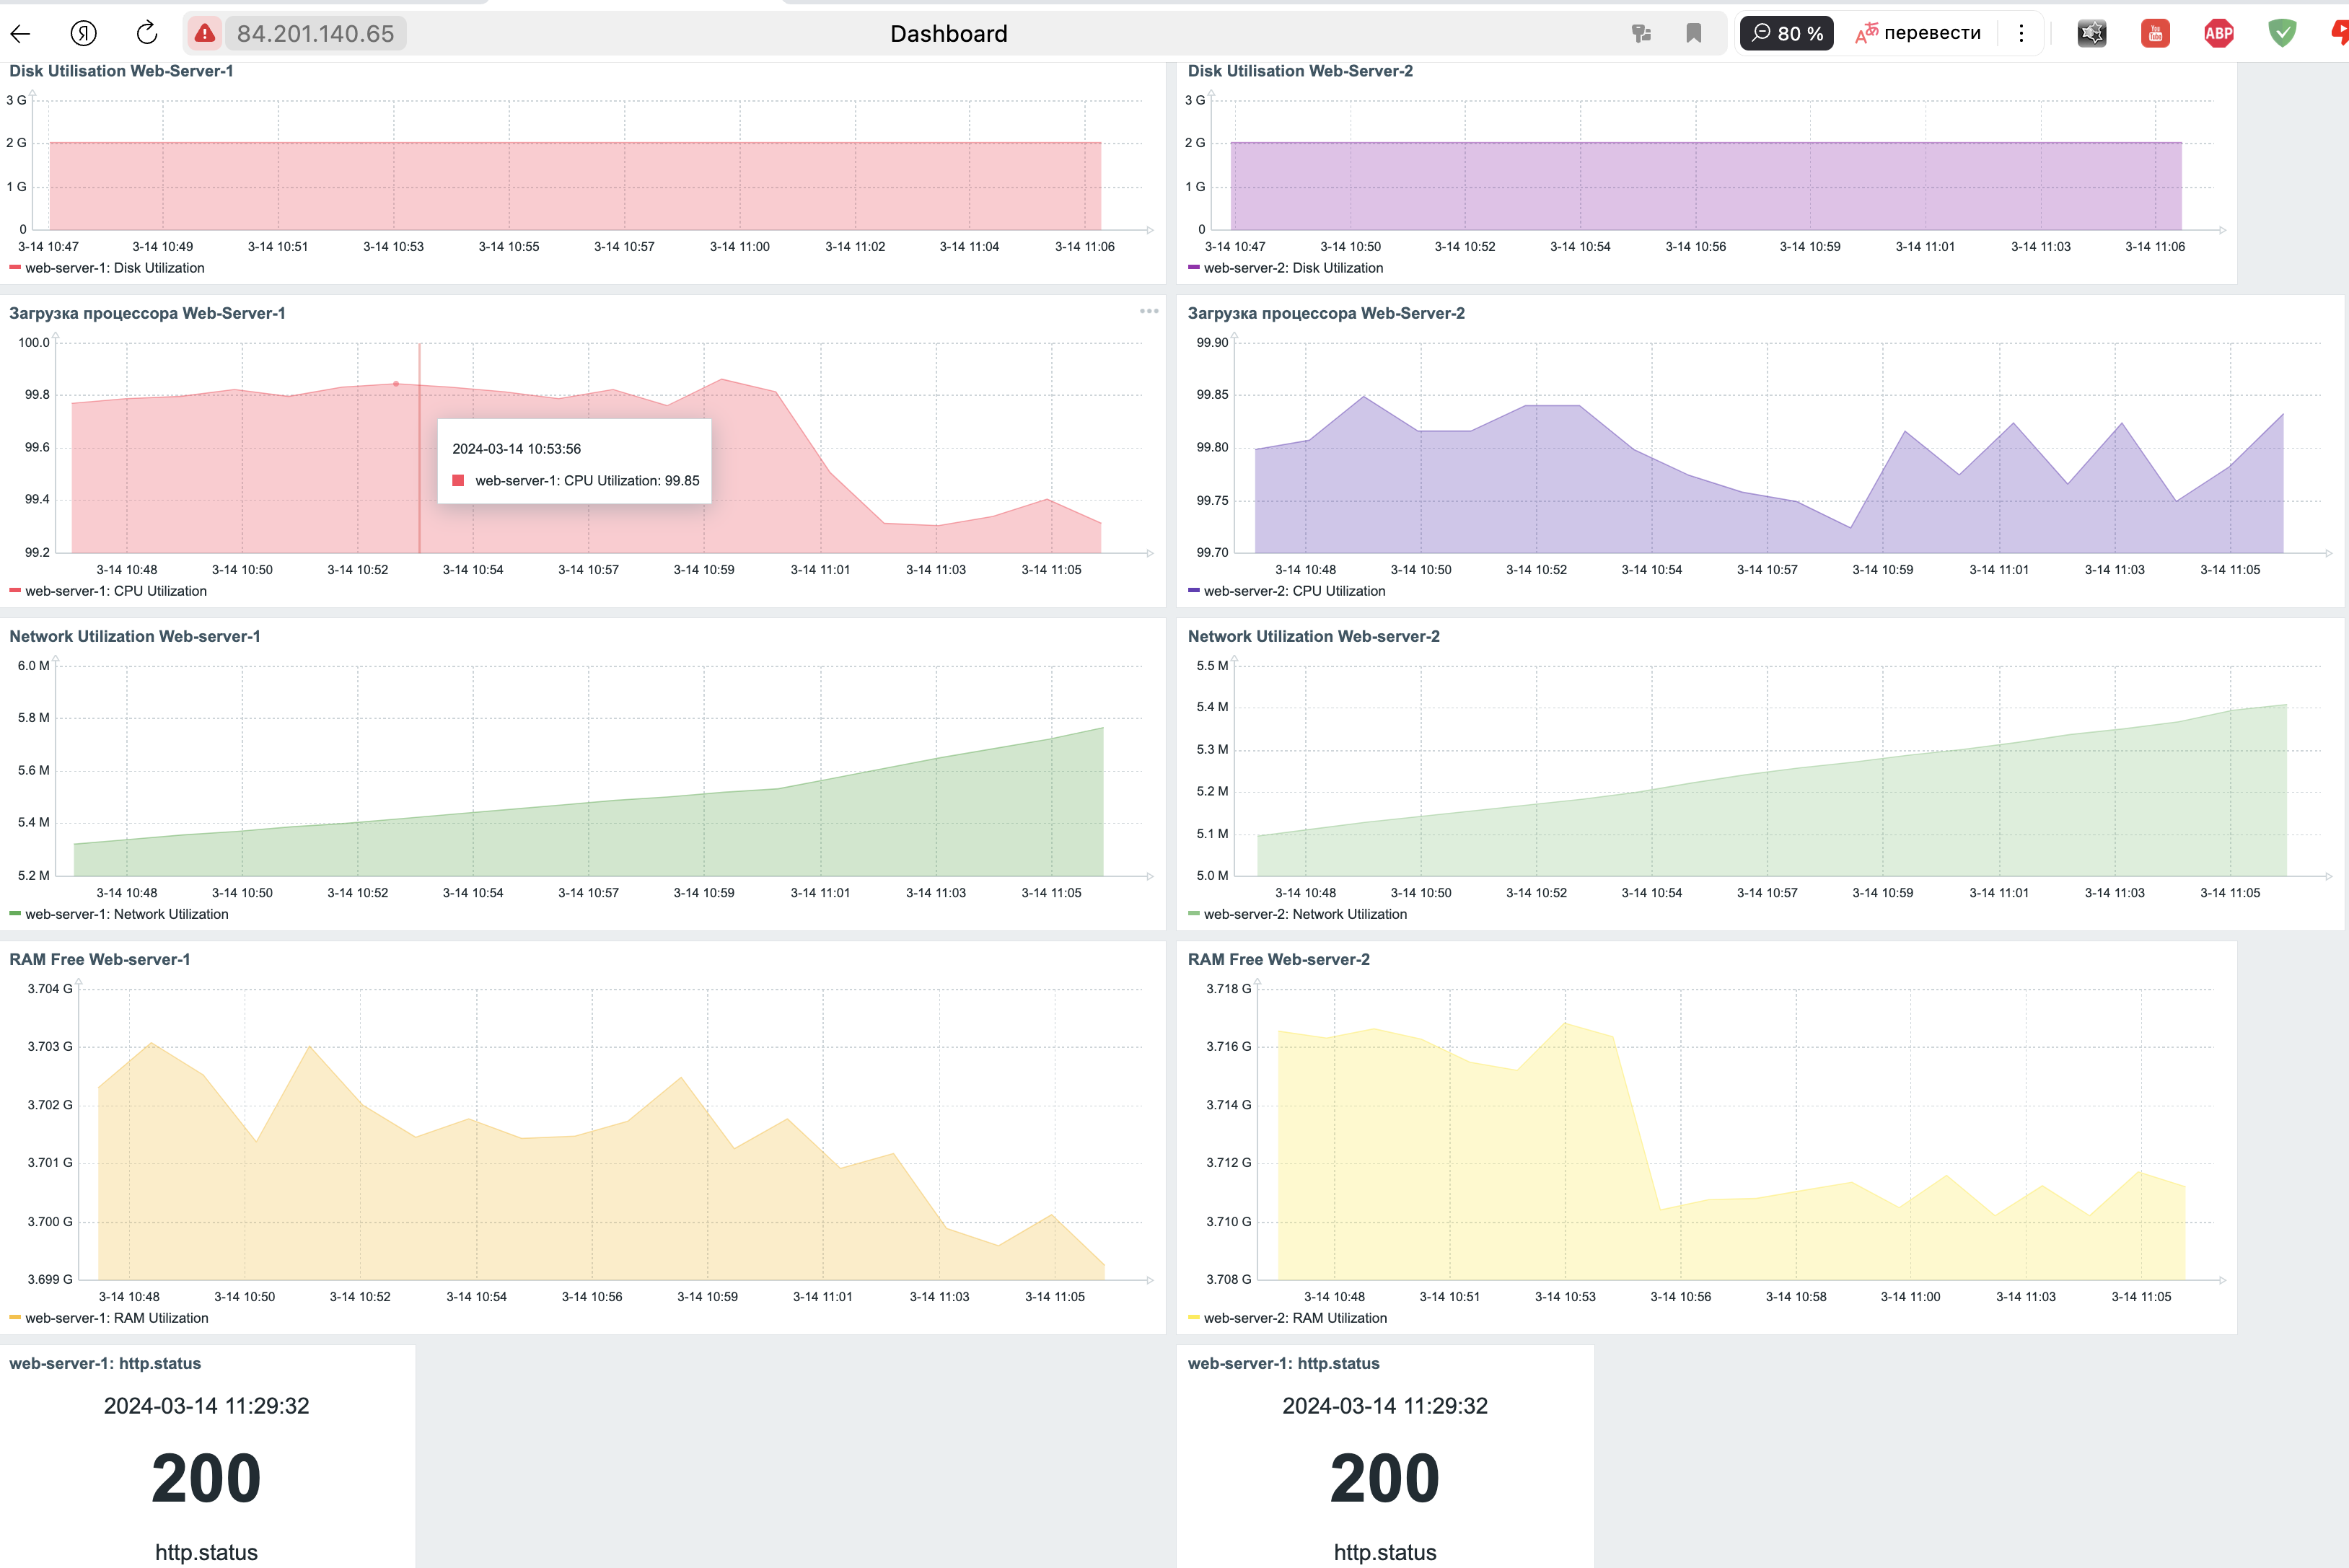 84.201.140.65
Dashboard
80 %
перевести
ABP
Disk Utilisation Web-Server-1
3 G
2 G
1 G
0
3-14 10:47 3-14 10:49 3-14 10:51 3-14 10:53 3-14 10:55 3-14 10:57 3-14 11:00 3-14 11:02 3-14 11:04 3-14 11:06
web-server-1: Disk Utilization
Disk Utilisation Web-Server-2
3 G
2 G
1 G
0
3-14 10:47 3-14 10:50 3-14 10:52 3-14 10:54 3-14 10:56 3-14 10:59 3-14 11:01 3-14 11:03 3-14 11:06
web-server-2: Disk Utilization
Загрузка процессора Web-Server-1
100.0
99.8
99.6
99.4
99.2
2024-03-14 10:53:56
web-server-1: CPU Utilization: 99.85
3-14 10:48 3-14 10:50 3-14 10:52 3-14 10:54 3-14 10:57 3-14 10:59 3-14 11:01 3-14 11:03 3-14 11:05
web-server-1: CPU Utilization
Загрузка процессора Web-Server-2
99.90
99.85
99.80
99.75
99.70
3-14 10:48 3-14 10:50 3-14 10:52 3-14 10:54 3-14 10:57 3-14 10:59 3-14 11:01 3-14 11:03 3-14 11:05
web-server-2: CPU Utilization
Network Utilization Web-server-1
6.0 M
5.8 M
5.6 M
5.4 M
5.2 M
3-14 10:48 3-14 10:50 3-14 10:52 3-14 10:54 3-14 10:57 3-14 10:59 3-14 11:01 3-14 11:03 3-14 11:05
web-server-1: Network Utilization
Network Utilization Web-server-2
5.5 M
5.4 M
5.3 M
5.2 M
5.1 M
5.0 M
3-14 10:48 3-14 10:50 3-14 10:52 3-14 10:54 3-14 10:57 3-14 10:59 3-14 11:01 3-14 11:03 3-14 11:05
web-server-2: Network Utilization
RAM Free Web-server-1
3.704 G
3.703 G
3.702 G
3.701 G
3.700 G
3.699 G
3-14 10:48 3-14 10:50 3-14 10:52 3-14 10:54 3-14 10:56 3-14 10:59 3-14 11:01 3-14 11:03 3-14 11:05
web-server-1: RAM Utilization
RAM Free Web-server-2
3.718 G
3.716 G
3.714 G
3.712 G
3.710 G
3.708 G
3-14 10:48 3-14 10:51 3-14 10:53 3-14 10:56 3-14 10:58 3-14 11:00 3-14 11:03 3-14 11:05
web-server-2: RAM Utilization
web-server-1: http.status
2024-03-14 11:29:32
200
http.status
web-server-1: http.status
2024-03-14 11:29:32
200
http.status